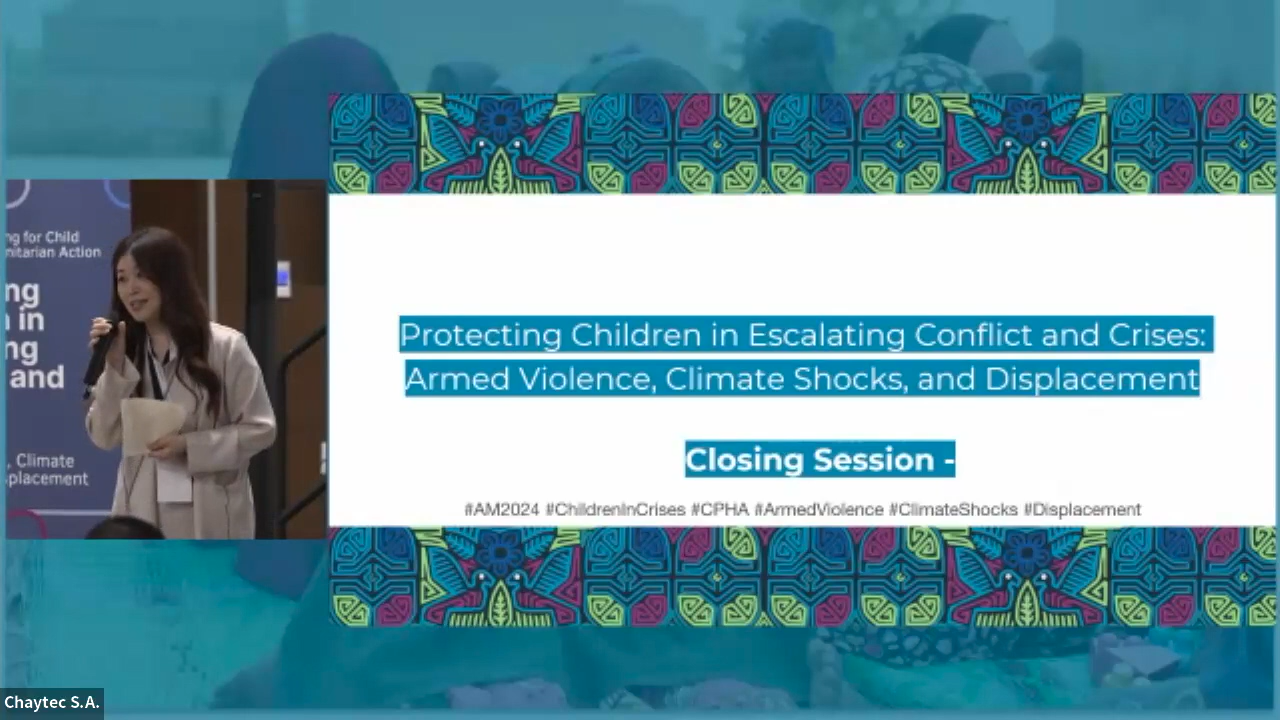 ng for Child
nitarian Action
ng
in
ng
and
, Climate
splacement
Protecting Children in Escalating Conflict and Crises:
Armed Violence, Climate Shocks, and Displacement
Closing Session -
#AM2024 #ChildrenInCrises #CPHA #ArmedViolence #ClimateShocks #Displacement
Chaytec S.A.